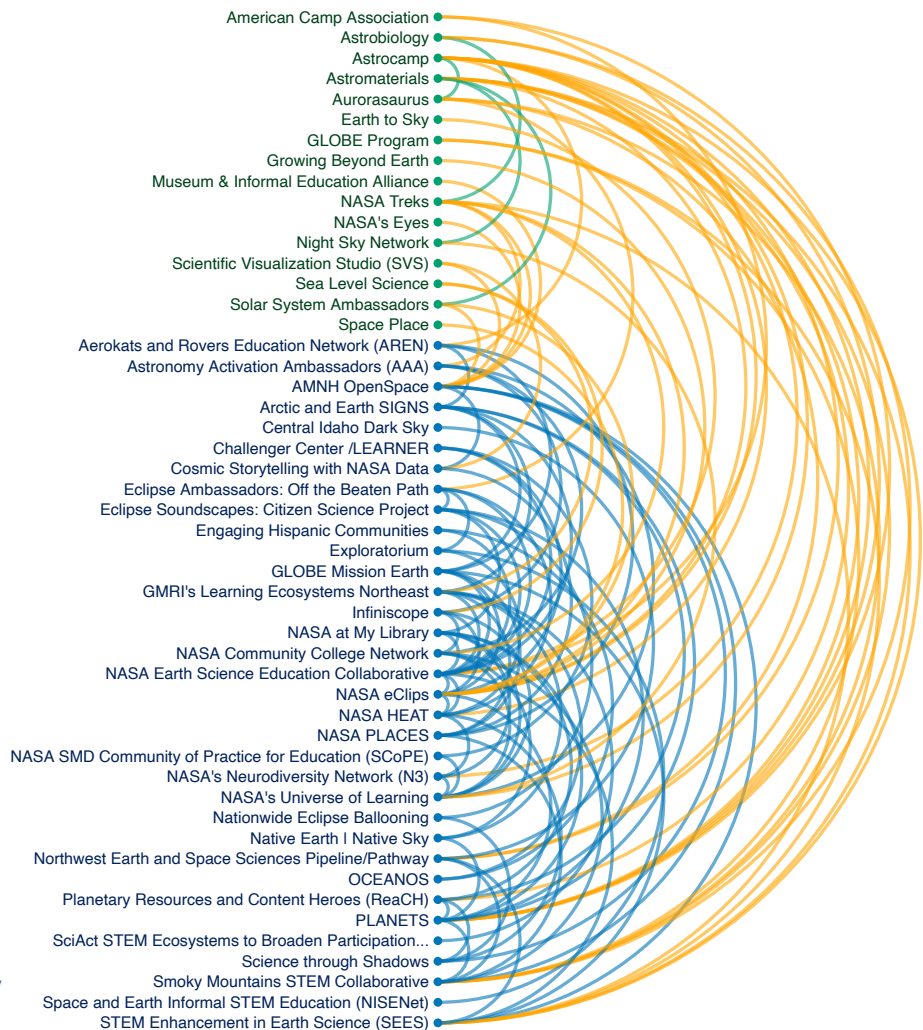 American Camp Association
Astrobiology
Astrocamp
Astromaterials
Aurorasaurus
Earth to Sky
GLOBE Program
Growing Beyond Earth
Museum & Informal Education Alliance
NASA Treks
NASA's Eyes
Night Sky Network
Scientific Visualization Studio (SVS)
Sea Level Science
Solar System Ambassadors
Space Place
Aerokats and Rovers Education Network (AREN)
Astronomy Activation Ambassadors (AAA)
AMNH OpenSpace
Arctic and Earth SIGNS
Central Idaho Dark Sky
Challenger Center /LEARNER
Cosmic Storytelling with NASA Data
Eclipse Ambassadors: Off the Beaten Path
Eclipse Soundscapes: Citizen Science Project
Engaging Hispanic Communities
Exploratorium
GLOBE Mission Earth
GMRI's Learning Ecosystems Northeast
Infiniscope
NASA at My Library
NASA Community College Network
NASA Earth Science Education Collaborative
NASA eClips
NASA HEAT
NASA PLACES
NASA SMD Community of Practice for Education (SCoPE)
NASA's Neurodiversity Network (N3)
NASA's Universe of Learning
Nationwide Eclipse Ballooning
Native Earth | Native Sky
Northwest Earth and Space Sciences Pipeline/Pathway
OCEANOS
Planetary Resources and Content Heroes (ReaCH)
PLANETS
SciAct STEM Ecosystems to Broaden Participation...
Science through Shadows
Smoky Mountains STEM Collaborative
Space and Earth Informal STEM Education (NISENet)
STEM Enhancement in Earth Science (SEES)